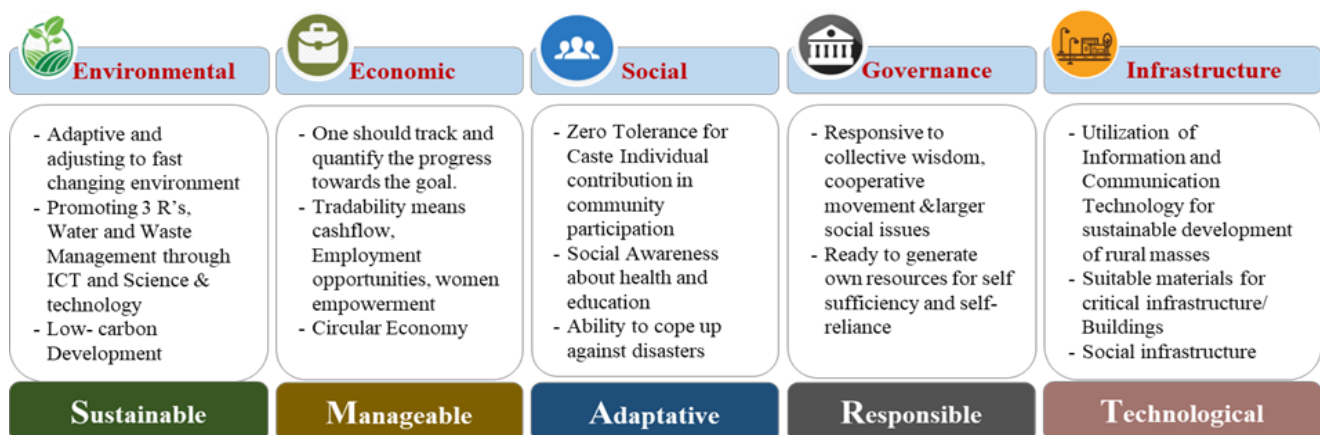 Environmental
- Adaptive and
adjusting to fast
changing environment
- Promoting 3 R's,
Water and Waste
Management through
ICT and Science &
technology
- Low- carbon
Development
Sustainable
Economic
- One should track and
quantify the progress
towards the goal.
- Tradability means
cashflow,
Employment
opportunities, women
empowerment
- Circular Economy
Manageable
Social
- Zero Tolerance for
Caste Individual
contribution in
community
participation
- Social Awareness
about health and
education
- Ability to cope up
against disasters
Adaptative
Governance
- Responsive to
collective wisdom,
cooperative
movement &larger
social issues
- Ready to generate
own resources for self
sufficiency and self-
reliance
Responsible
Infrastructure
- Utilization of
Information and
Communication
Technology for
sustainable development
of rural masses
- Suitable materials for
critical infrastructure/
Buildings
- Social infrastructure
Technological